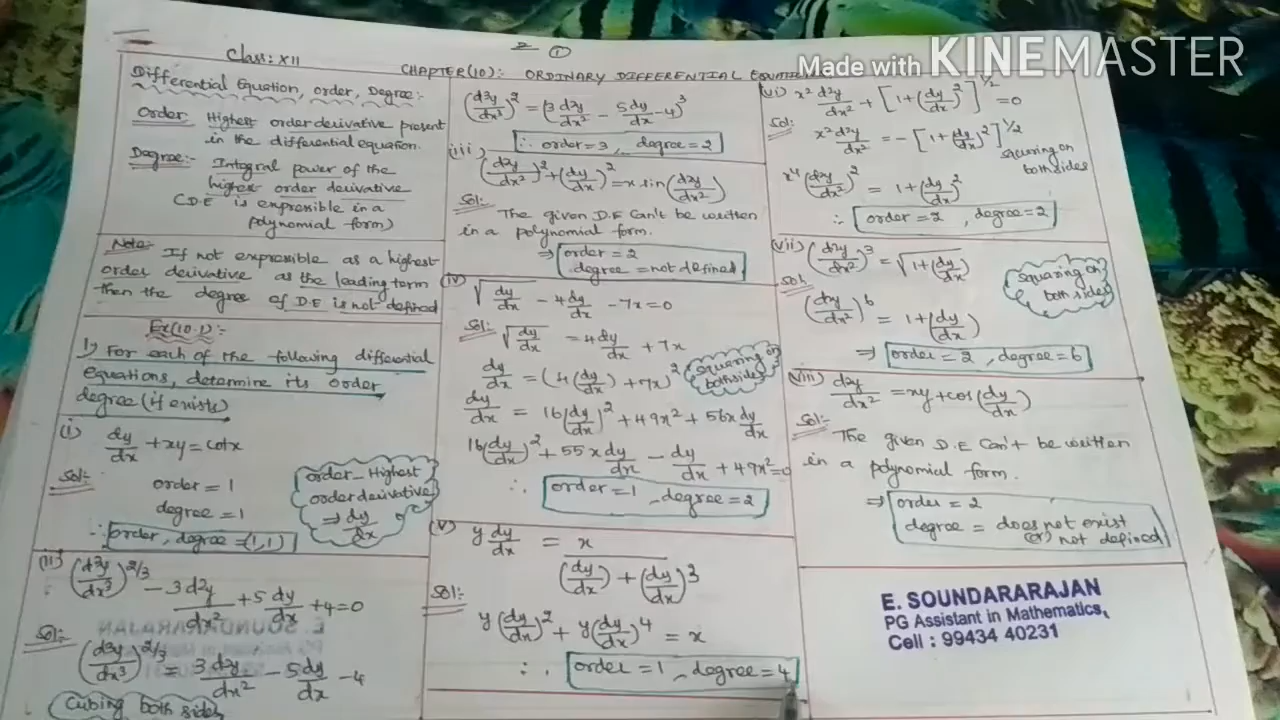 Made with KINEMASTER
Class: XII
2 ①
CHAPTER(10): ORDINARY DIFFERENTIAL EQUATI
Differential Equation, order, Degree:-
Order: Highest order derivative present
in the differential equation.
Degree:- Integral power of the
highest order derivative
(D.E is expressible in a
polynomial form)
Note:- If not expressible as a highest
order derivative as the leading term
then the degree of D.E is not defined
Ex(10.1):-
1) For each of the following differential
equations, determine its order,
degree (if exists)
(i) dy/dx + xy = cotx
Sol:-
order = 1
degree = 1
∴ order, degree = (1,1)
order - Highest
order derivative
⇒ dy/dx
(ii) (d³y/dx³)^2/3 - 3 d²y/dx² + 5 dy/dx + 4 = 0
Sol:-
(d³y/dx³)^2/3 = 3 d²y/dx² - 5 dy/dx - 4
Cubing both sides
(d³y/dx³)² = (3 d²y/dx² - 5 dy/dx - 4)³
∴ order = 3, degree = 2
(iii) (d²y/dx²)² + (dy/dx)² = x sin(d²y/dx²)
Sol:
The given D.E Can't be written
in a polynomial form.
⇒ order = 2
degree = not defined
(iv) √dy/dx - 4 dy/dx - 7x = 0
Sol:
√dy/dx = 4 dy/dx + 7x
dy/dx = (4(dy/dx) + 7x)²
squaring on
both sides
dy/dx = 16(dy/dx)² + 49x² + 56x dy/dx
16(dy/dx)² + 55x dy/dx - dy/dx + 49x² = 0
∴ order = 1, degree = 2
(v) y dy/dx = x / (dy/dx) + (dy/dx)³
Sol:-
y(dy/dx)² + y(dy/dx)⁴ = x
∴ order = 1, degree = 4
(vi) x² d²y/dx² + [1 + (dy/dx)²]^1/2 = 0
Sol:
x² d²y/dx² = -[1 + (dy/dx)²]^1/2
squring on
both sides
x⁴(d²y/dx²)² = 1 + (dy/dx)²
∴ order = 2, degree = 2
(vii) (d²y/dx²)³ = √1 + (dy/dx)
Sol:
squaring on
both sides
(d²y/dx²)⁶ = 1 + (dy/dx)
⇒ order = 2, degree = 6
(viii) d²y/dx² = xy + cos(dy/dx)
Sol:-
The given D.E Can't be written
in a polynomial form.
⇒ order = 2
degree = does not exist
(or) not defined
E. SOUNDARARAJAN
PG Assistant in Mathematics,
Cell : 99434 40231